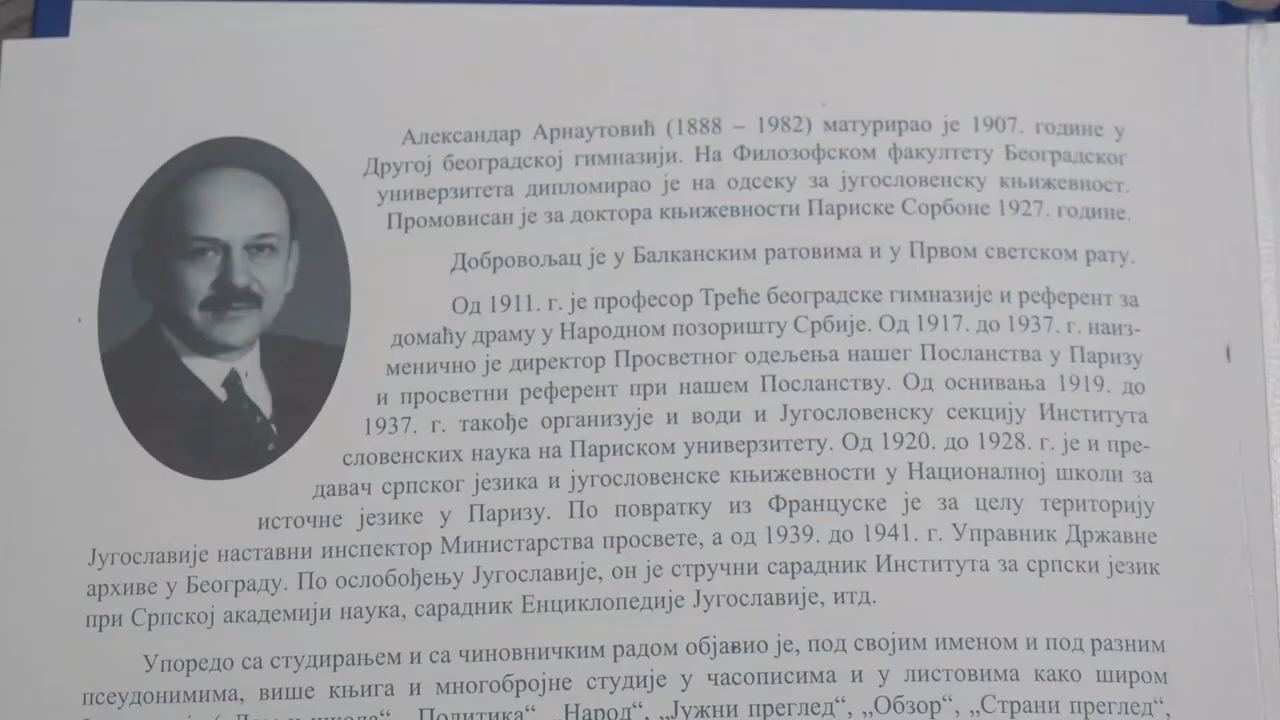 Александар Арнаутовић (1888 – 1982) матурирао је 1907. године у
Другој београдској гимназији. На Филозофском факултету Београдског
универзитета дипломирао је на одсеку за југословенску књижевност.
Промовисан је за доктора књижевности Париске Сорбоне 1927. године.
Добровољац је у Балканским ратовима и у Првом светском рату.
Од 1911. г. је професор Треће београдске гимназије и референт за
домаћу драму у Народном позоришту Србије. Од 1917. до 1937. г. наиз-
менично је директор Просветног одељења нашег Посланства у Паризу
и просветни референт при нашем Посланству. Од оснивања 1919. до
1937. г. такође организује и води и Југословенску секцију Института
словенских наука на Париском универзитету. Од 1920. до 1928. г. је и пре-
давач српског језика и југословенске књижевности у Националној школи за
источне језике у Паризу. По повратку из Француске је за целу територију
Југославије наставни инспектор Министарства просвете, а од 1939. до 1941. г. Управник Државне
архиве у Београду. По ослобођењу Југославије, он је стручни сарадник Института за српски језик
при Српској академији наука, сарадник Енциклопедије Југославије, итд.
Упоредо са студирањем и са чиновничким радом објавио је, под својим именом и под разним
псеудонимима, више књига и многобројне студије у часописима и у листовима како широм
„Политика“, „Народ“, „Јужни преглед“, „Обзор“, „Страни преглед“,